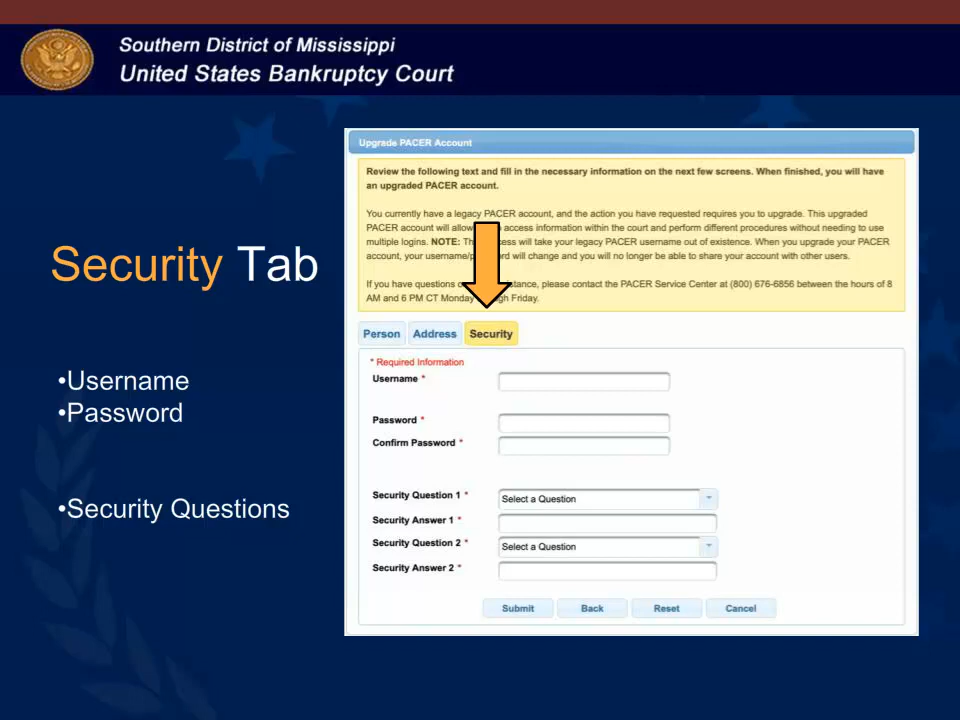 Southern District of Mississippi
United States Bankruptcy Court
Security Tab
•Username
•Password
•Security Questions
Upgrade PACER Account
Review the following text and fill in the necessary information on the next few screens. When finished, you will have
an upgraded PACER account.
You currently have a legacy PACER account, and the action you have requested requires you to upgrade. This upgraded
PACER account will allow access information within the court and perform different procedures without needing to use
multiple logins. NOTE: will take your legacy PACER username out of existence. When you upgrade your PACER
account, your will change and you will no longer be able to share your account with other users.
If you have questions please contact the PACER Service Center at (800) 676-6856 between the hours of 8
AM and 6 PM CT Monday Friday.
Person Address Security
* Required Information
Username *
Password *
Confirm Password *
Security Question 1 * Select a Question
Security Answer 1 *
Security Question 2 * Select a Question
Security Answer 2 *
Submit Back Reset Cancel